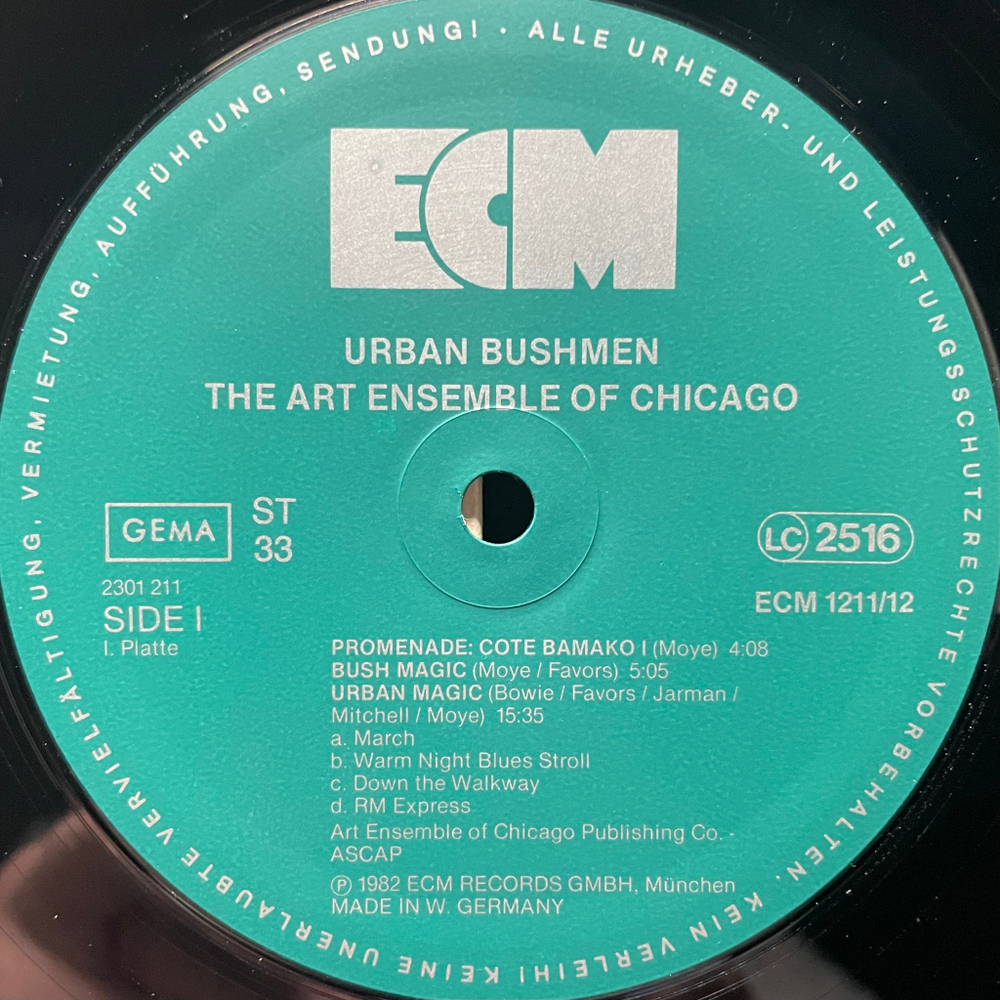 ALLE URHEBER- UND LEISTUNGSSCHUTZRECHTE VORBEHALTEN. KEIN VERLEIH! KEINE UNERLAUBTE VERVIELFÄLTIGUNG, VERMIETUNG, AUFFÜHRUNG, SENDUNG! ·
ECM
URBAN BUSHMEN
THE ART ENSEMBLE OF CHICAGO
GEMA
ST
33
LC 2516
2301 211
SIDE I
I. Platte
ECM 1211/12
PROMENADE: COTE BAMAKO I (Moye) 4:08
BUSH MAGIC (Moye / Favors) 5:05
URBAN MAGIC (Bowie / Favors / Jarman /
Mitchell / Moye) 15:35
a. March
b. Warm Night Blues Stroll
c. Down the Walkway
d. RM Express
Art Ensemble of Chicago Publishing Co. -
ASCAP
℗ 1982 ECM RECORDS GMBH, München
MADE IN W. GERMANY